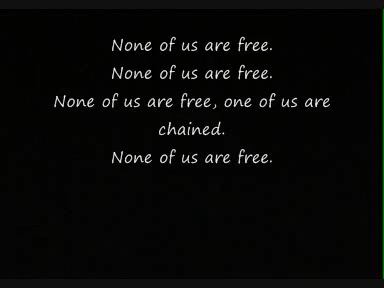 None of us are free.
None of us are free.
None of us are free, one of us are
chained.
None of us are free.